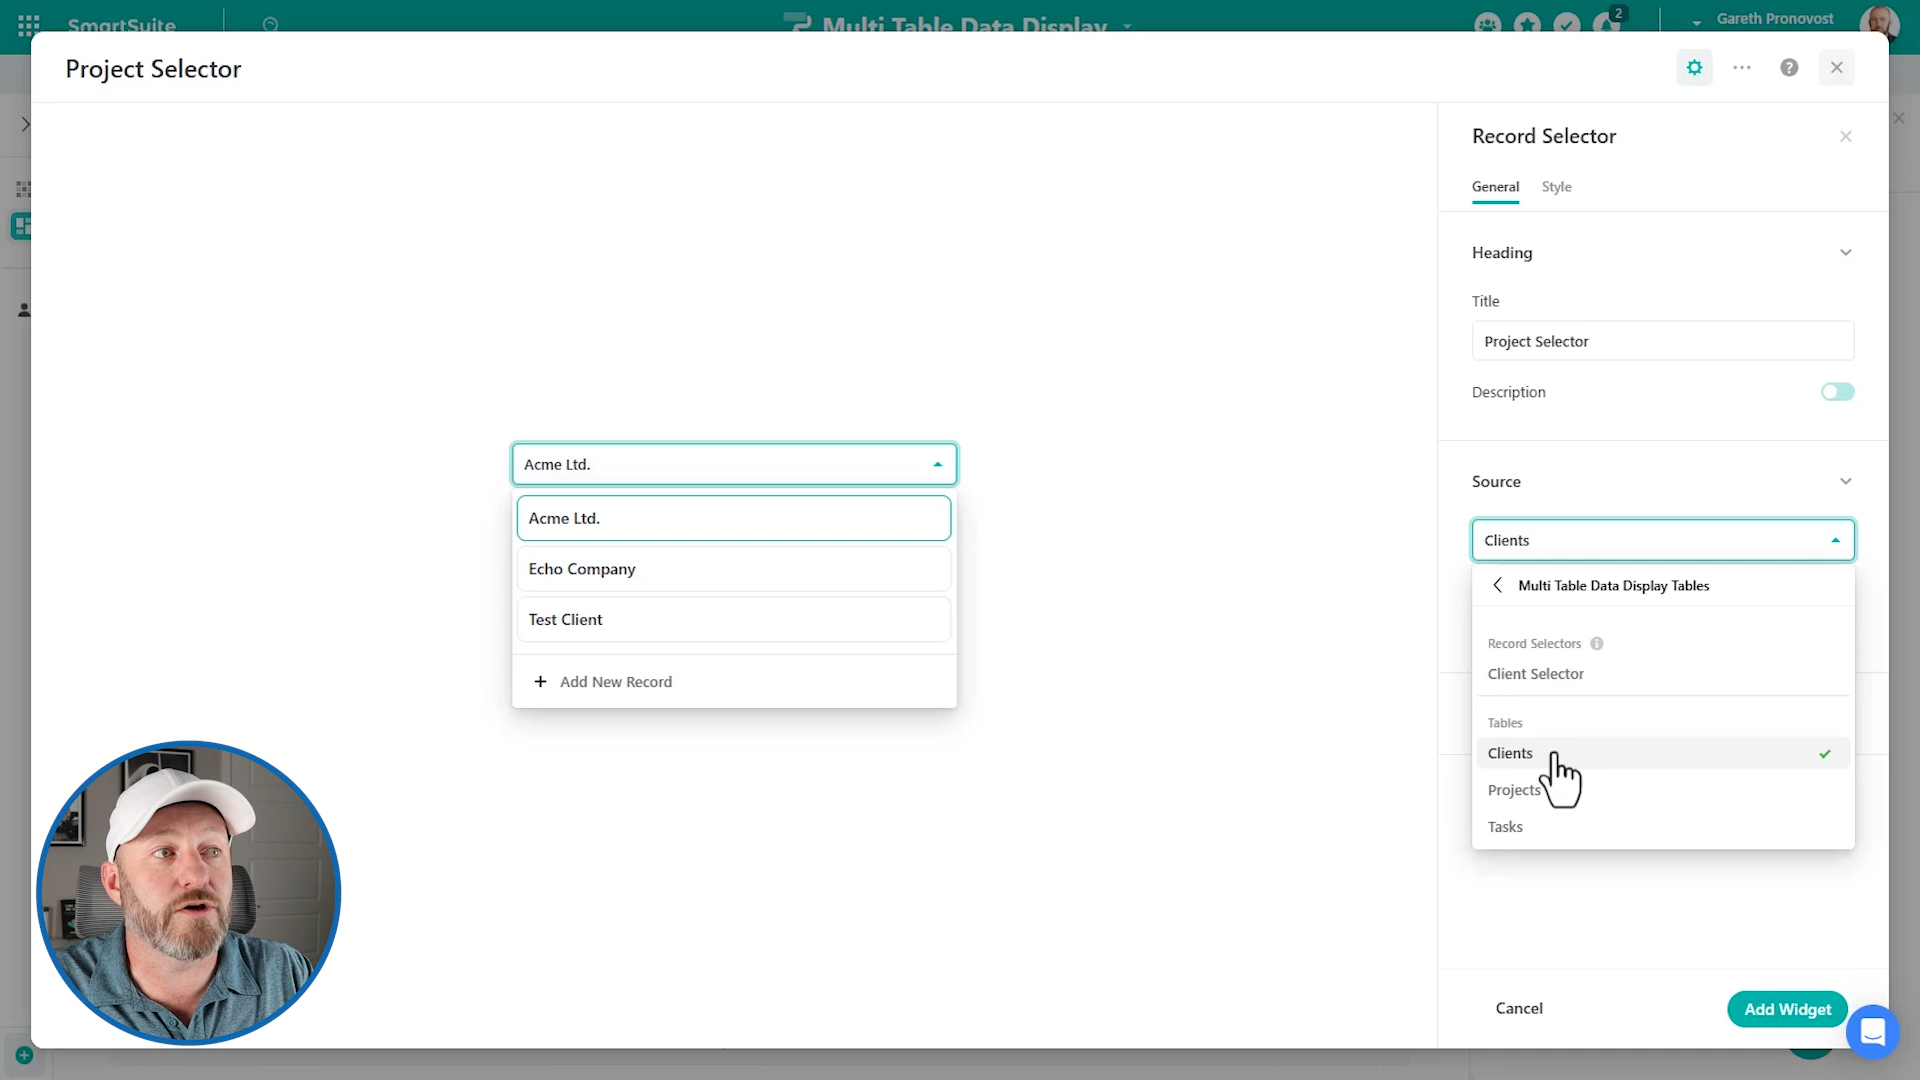 SmartSuite
Multi Table Data Display
2
Gareth Pronovost
Project Selector
Record Selector
General
Style
Heading
Title
Project Selector
Description
Source
Clients
Multi Table Data Display Tables
Record Selectors
Client Selector
Tables
Clients
Projects
Tasks
Acme Ltd.
Acme Ltd.
Echo Company
Test Client
+ Add New Record
Cancel
Add Widget